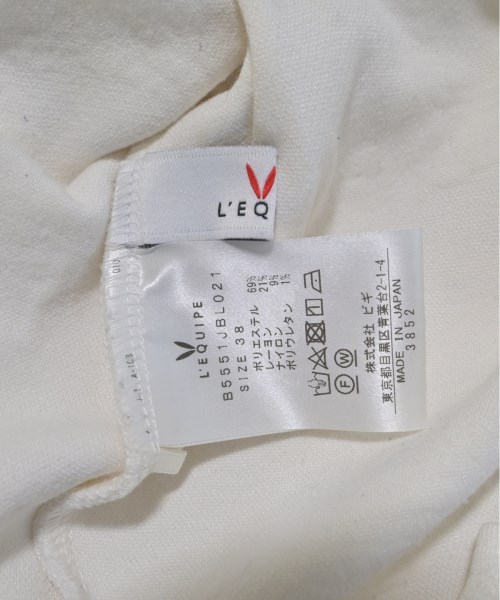 L'EQ
L'EQUIPE
B5551JBL021
SIZE 38
ポリエステル 69%
レーヨン 21%
ナイロン 9%
ポリウレタン 1%
F W
株式会社 ビギ
東京都目黒区青葉台2-1-4
MADE IN JAPAN
3852